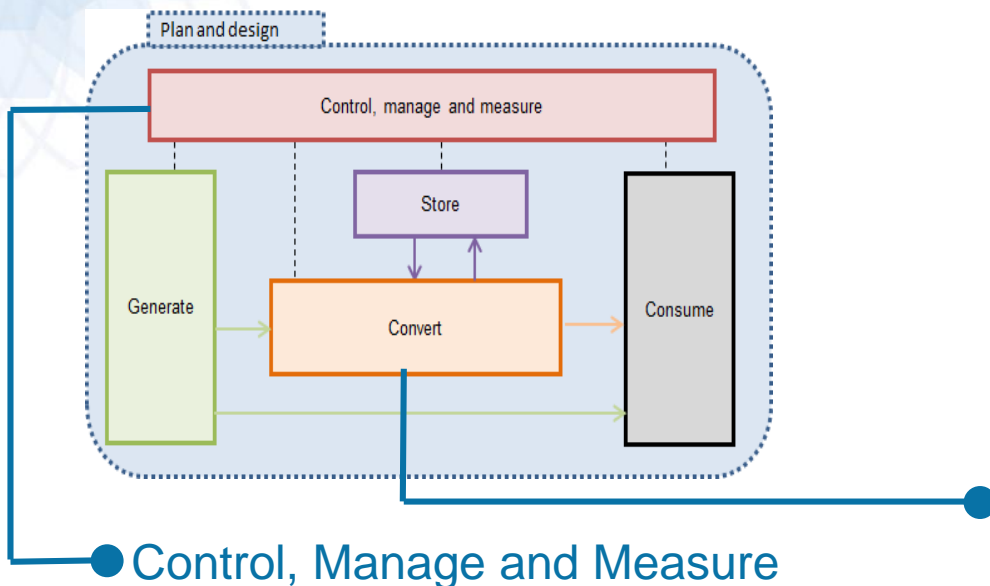 Plan and design
Control, manage and measure
Store
Generate
Convert
Consume
Control, Manage and Measure